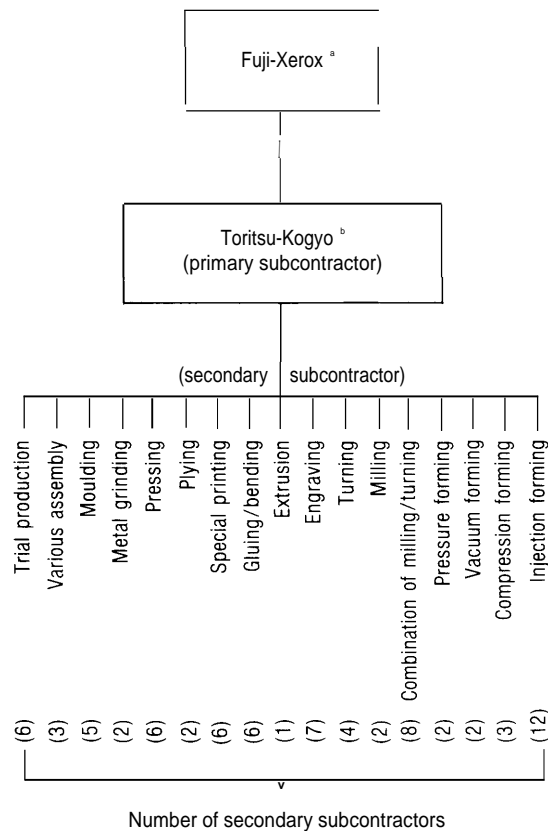 Fuji-Xerox a
Toritsu-Kogyo b
(primary subcontractor)
(secondary subcontractor)
Trial production
Various assembly
Moulding
Metal grinding
Pressing
Plying
Special printing
Gluing/bending
Extrusion
Engraving
Turning
Milling
Combination of milling/turning
Pressure forming
Vacuum forming
Compression forming
Injection forming
(6)
(3)
(5)
(2)
(6)
(2)
(6)
(6)
(1)
(7)
(4)
(2)
(8)
(2)
(2)
(3)
(12)
Number of secondary subcontractors